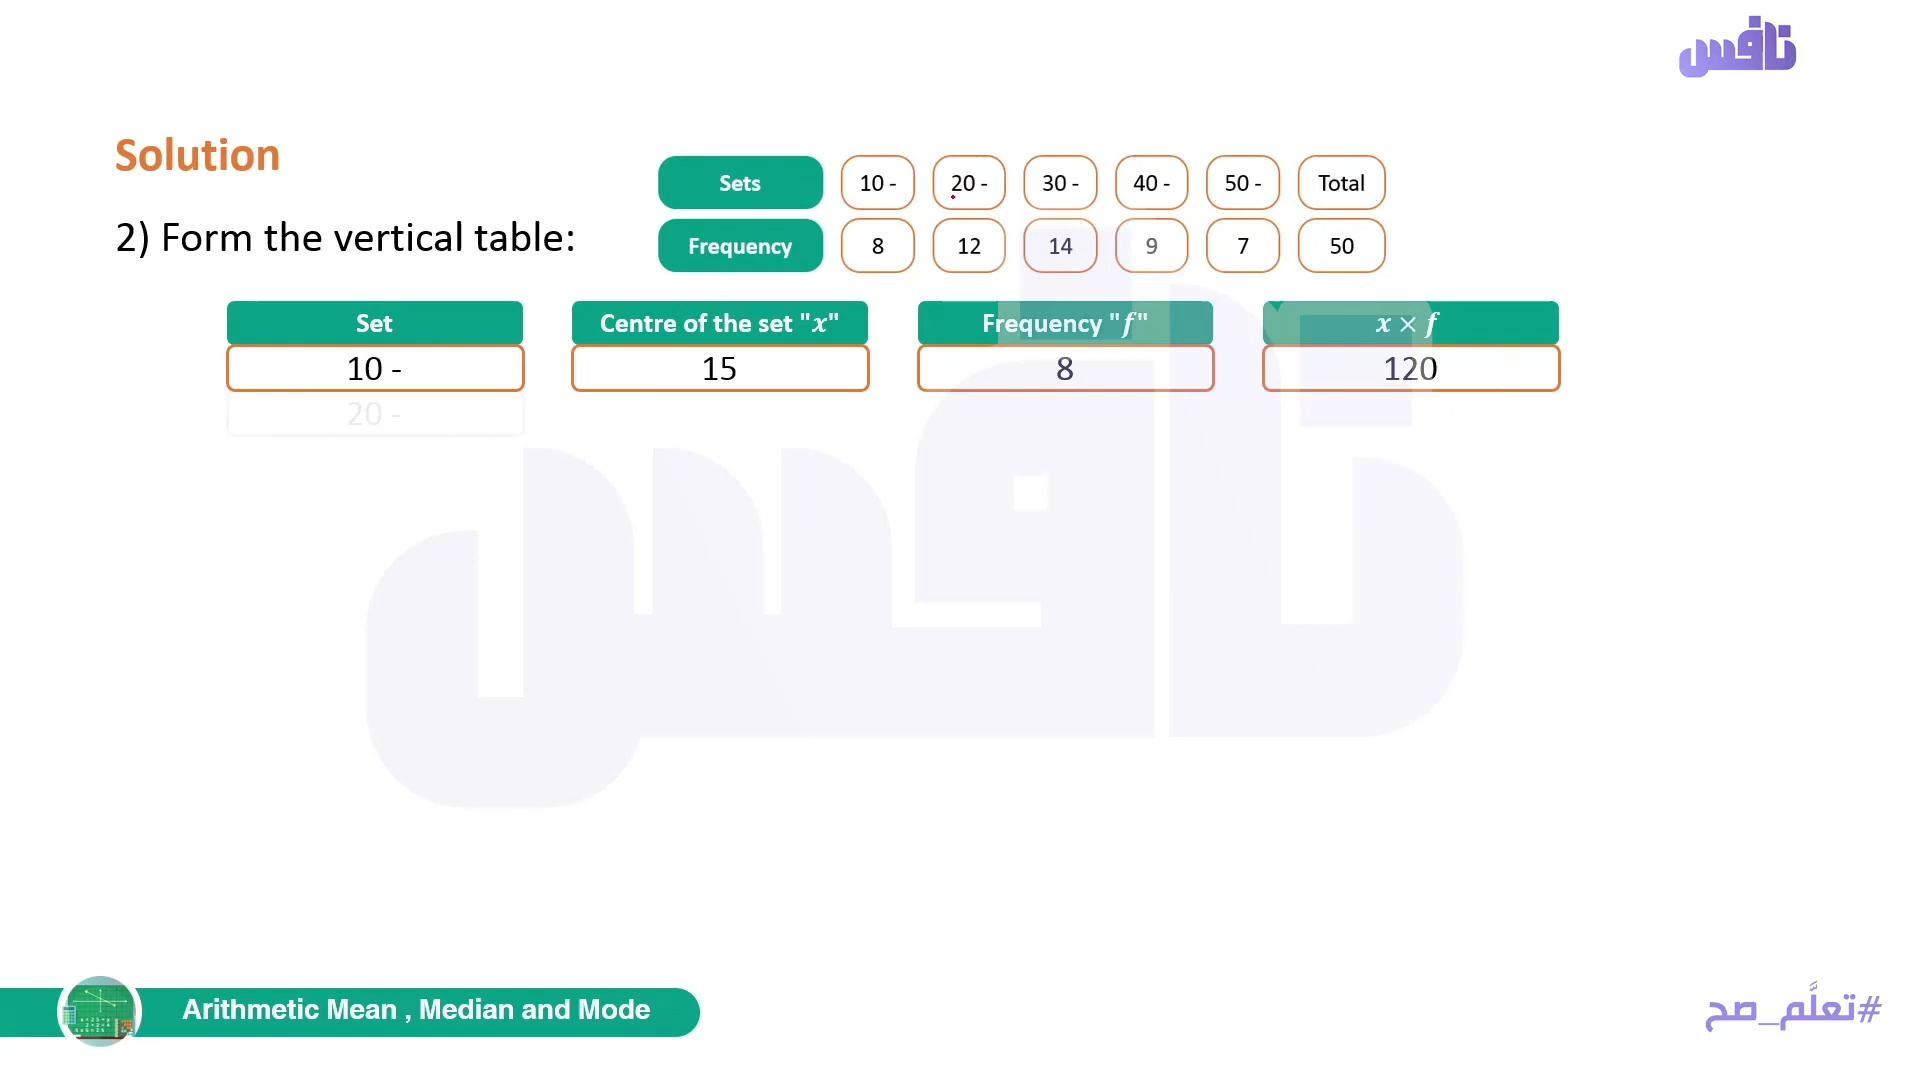 نافس
Solution
Sets 10 - 20 - 30 - 40 - 50 - Total
2) Form the vertical table:
Frequency 8 12 14 9 7 50
Set Centre of the set "x" Frequency "f" x × f
10 - 15 8 120
20 -
نافس
Arithmetic Mean , Median and Mode
#تعلَّم_صح